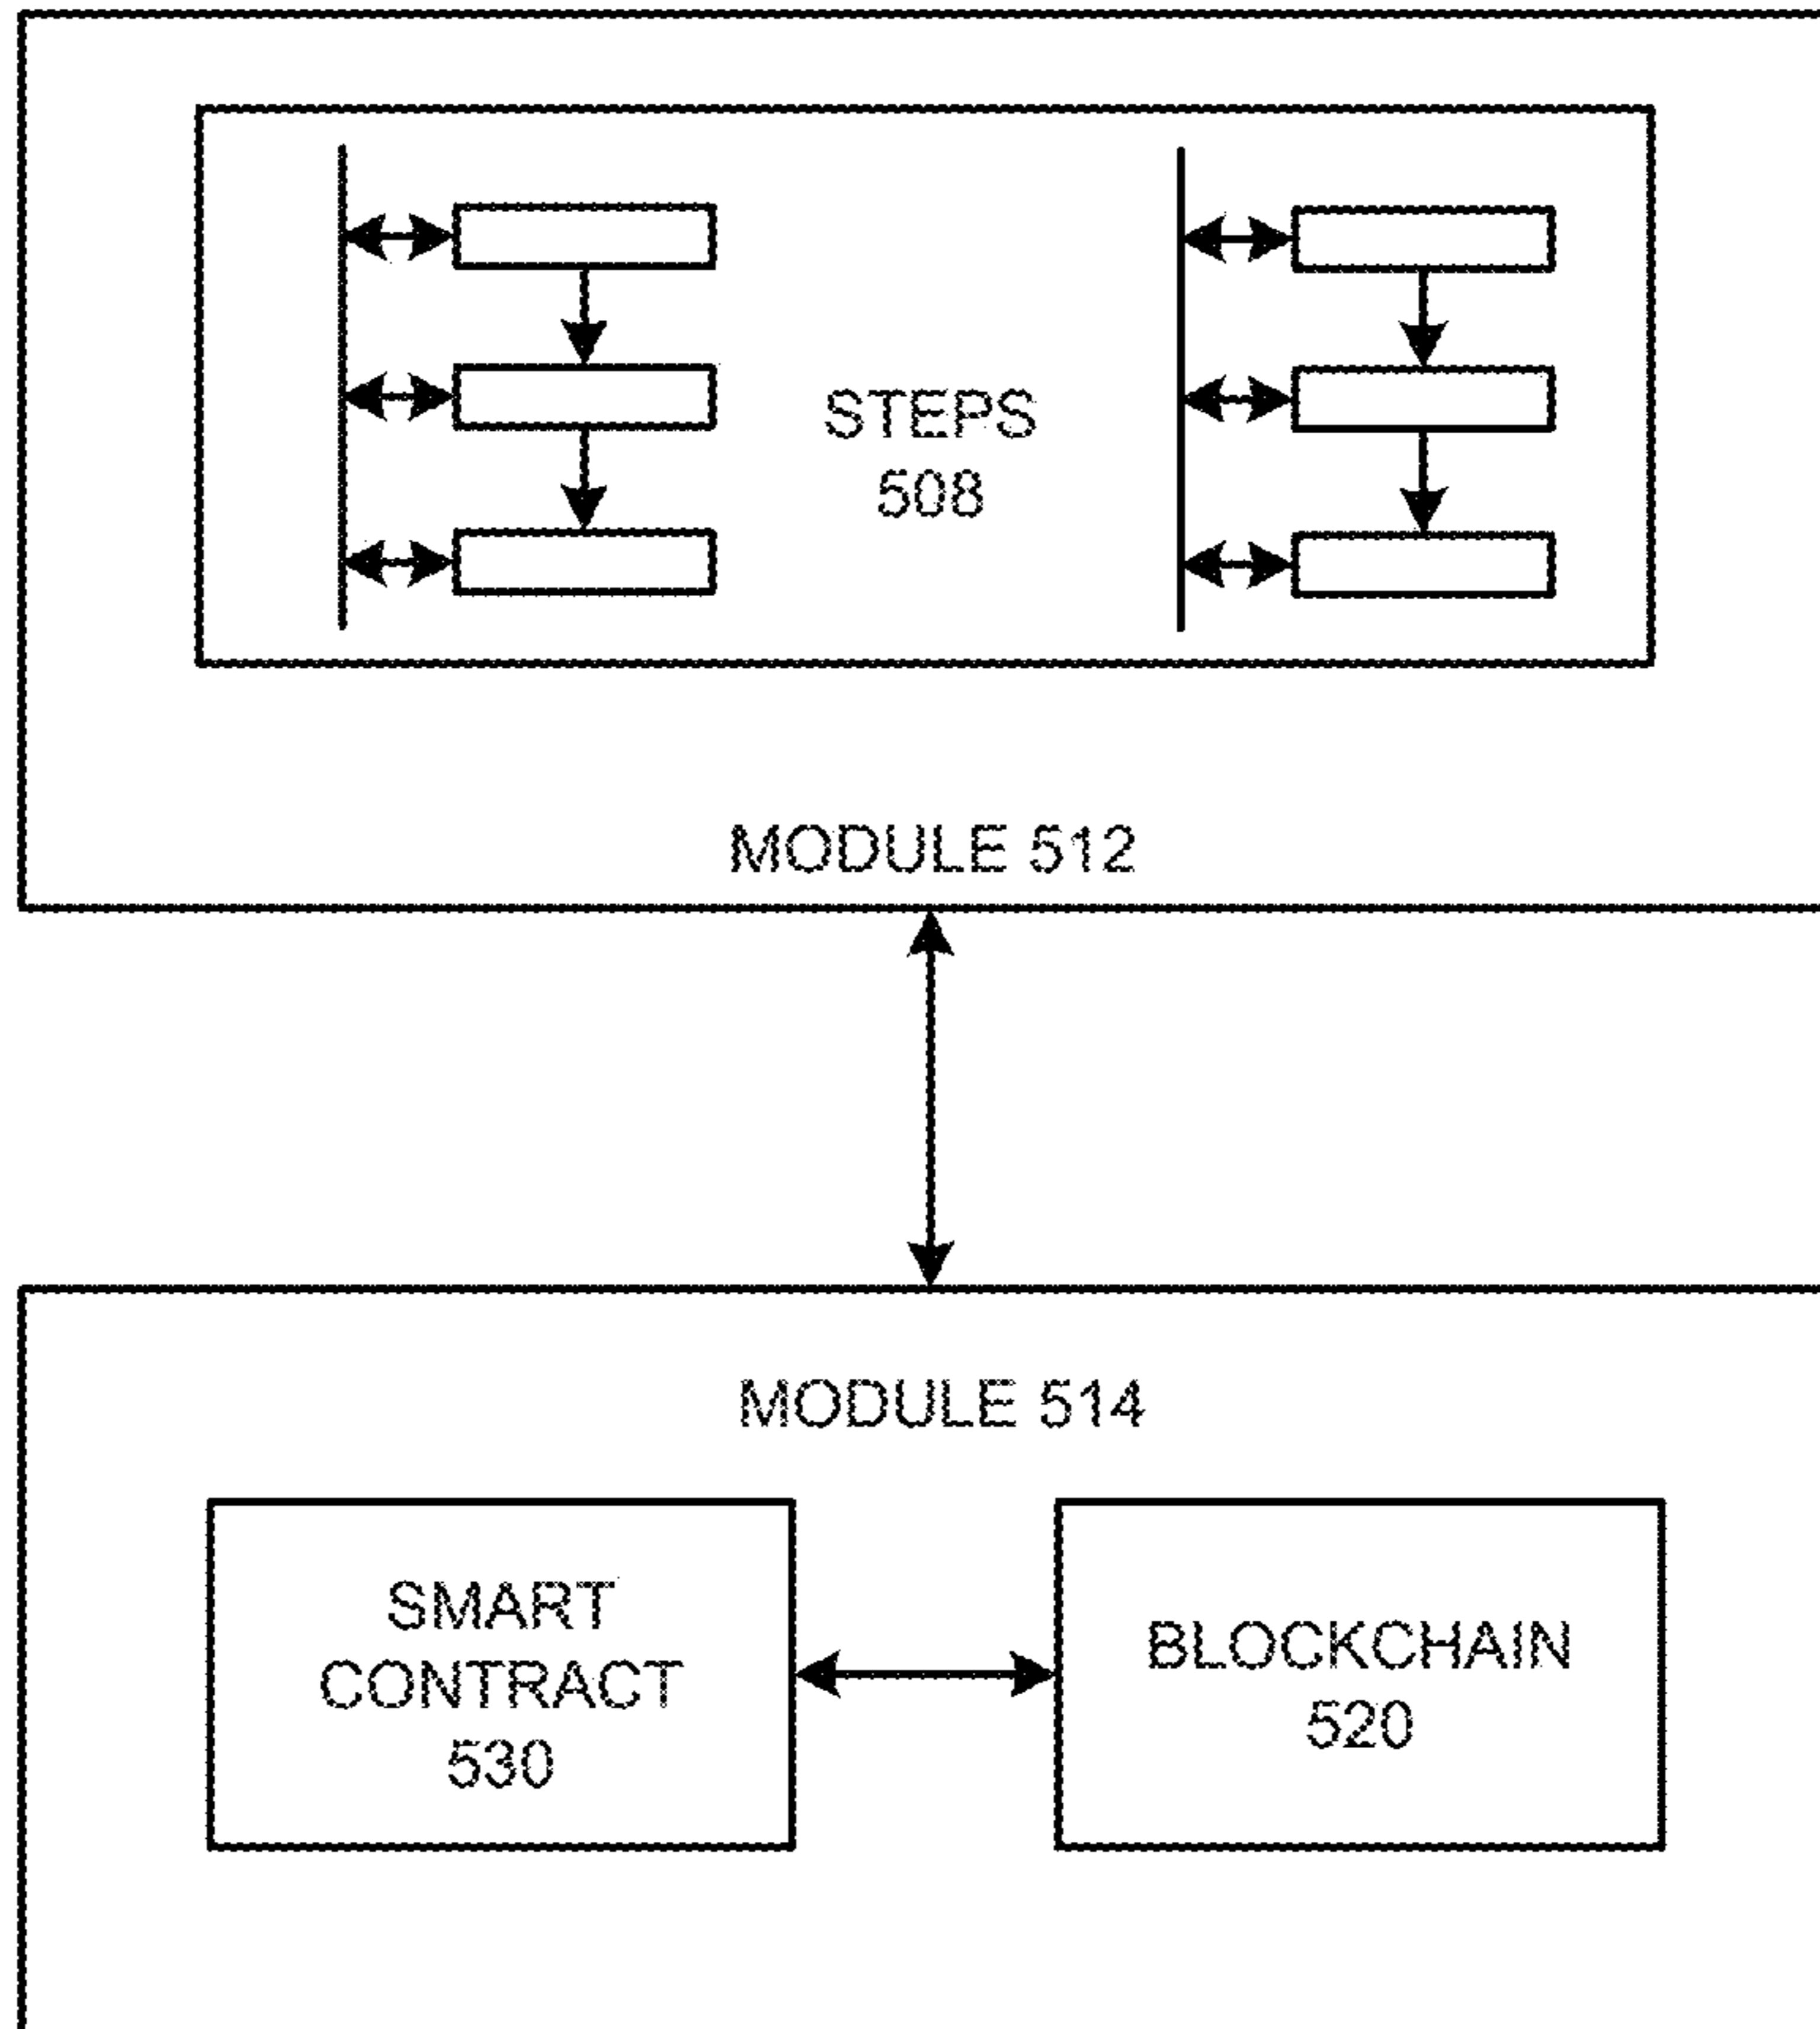 STEPS
508
MODULE 512
MODULE 514
SMART
CONTRACT
530
BLOCKCHAIN
520